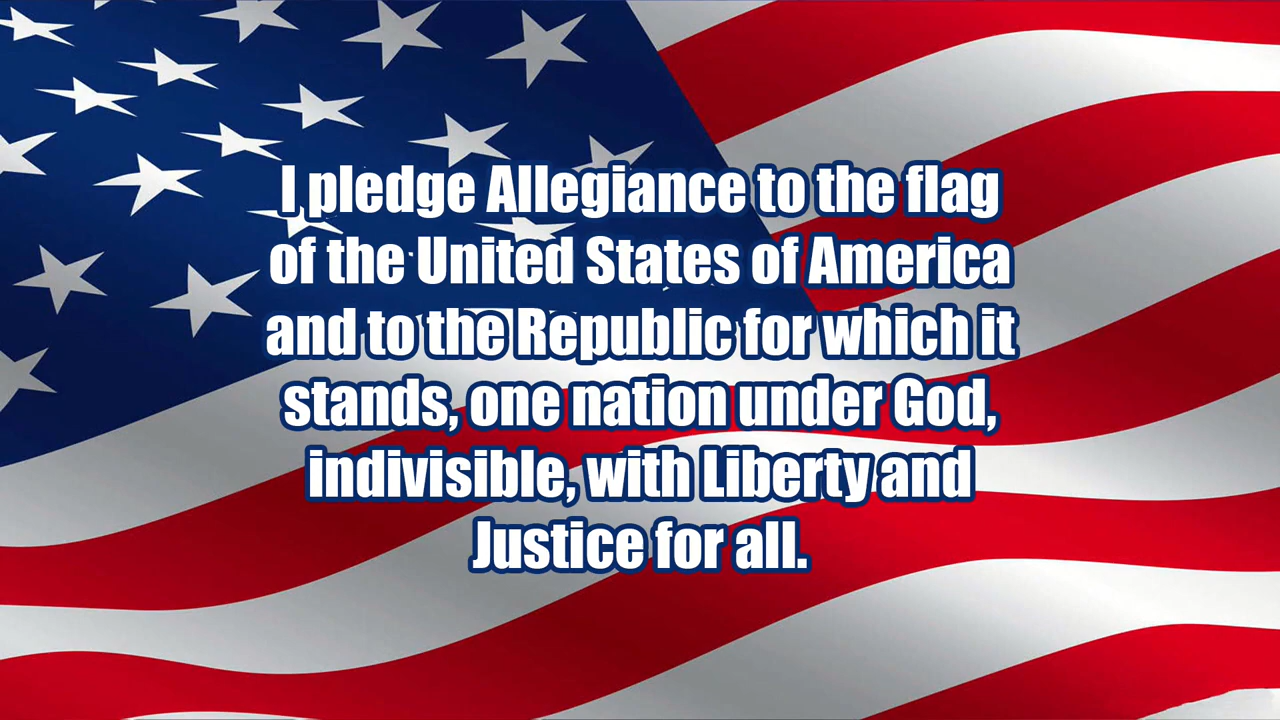 I pledge Allegiance to the flag
of the United States of America
and to the Republic for which it
stands, one nation under God,
indivisible, with Liberty and
Justice for all.